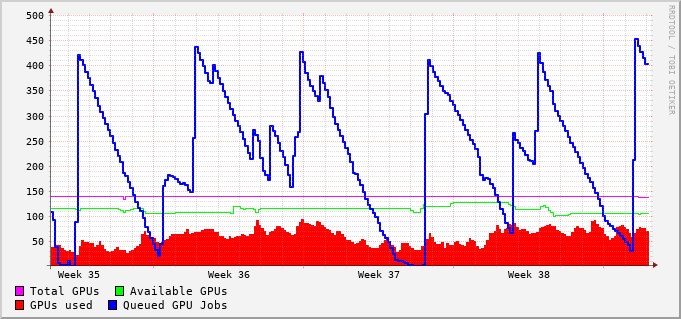 500
450
400
350
300
250
200
150
100
50
Week 35 Week 36 Week 37 Week 38
Total GPUs Available GPUs
GPUs used Queued GPU Jobs
RRDTOOL / TOBI OETIKER